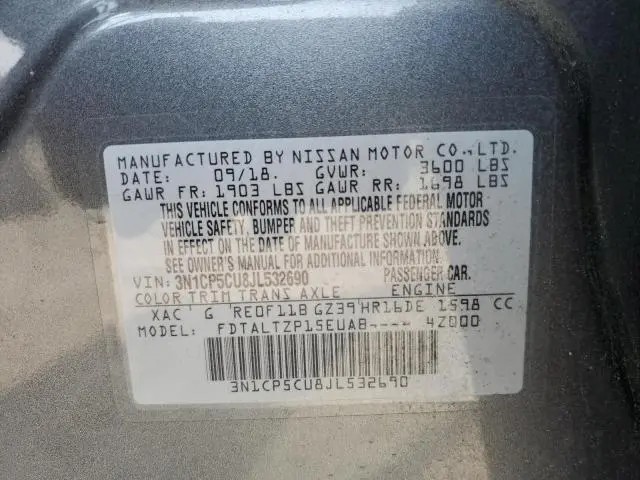 MANUFACTURED BY NISSAN MOTOR CO., LTD.
DATE: 09/18 GVWR: 3600 LBS
GAWR FR: 1903 LBS GAWR RR: 1698 LBS
THIS VEHICLE CONFORMS TO ALL APPLICABLE FEDERAL MOTOR
VEHICLE SAFETY, BUMPER AND THEFT PREVENTION STANDARDS
IN EFFECT ON THE DATE OF MANUFACTURE SHOWN ABOVE.
SEE OWNER'S MANUAL FOR ADDITIONAL INFORMATION.
VIN: 3N1CP5CU8JL532690 PASSENGER CAR.
COLOR TRIM TRANS AXLE ENGINE
XAC G RE0F11B GZ39 HR16DE 1598 CC
MODEL: FDTALTZP15EUA8---- 4Z000
3N1CP5CU8JL532690